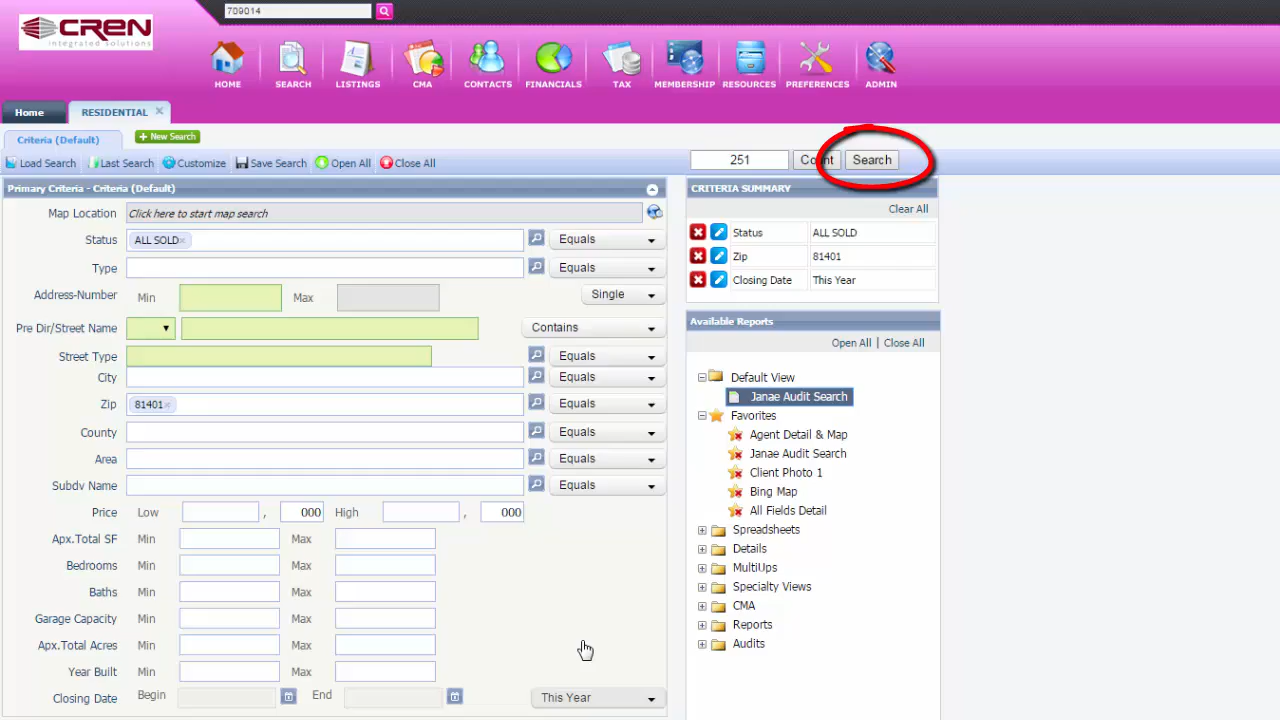 709014
CREN
integrated solutions
HOME SEARCH LISTINGS CMA CONTACTS FINANCIALS TAX MEMBERSHIP RESOURCES PREFERENCES ADMIN
Home RESIDENTIAL
Criteria (Default) + New Search
Load Search Last Search Customize Save Search Open All Close All 251 Count Search
Primary Criteria - Criteria (Default)
Map Location Click here to start map search
Status ALL SOLD Equals
Type Equals
Address-Number Min Max Single
Pre Dir/Street Name Contains
Street Type Equals
City Equals
Zip 81401 Equals
County Equals
Area Equals
Subdv Name Equals
Price Low , 000 High , 000
Apx.Total SF Min Max
Bedrooms Min Max
Baths Min Max
Garage Capacity Min Max
Apx.Total Acres Min Max
Year Built Min Max
Closing Date Begin End This Year
CRITERIA SUMMARY
Clear All
Status ALL SOLD
Zip 81401
Closing Date This Year
Available Reports
Open All | Close All
Default View
Janae Audit Search
Favorites
Agent Detail & Map
Janae Audit Search
Client Photo 1
Bing Map
All Fields Detail
Spreadsheets
Details
MultiUps
Specialty Views
CMA
Reports
Audits